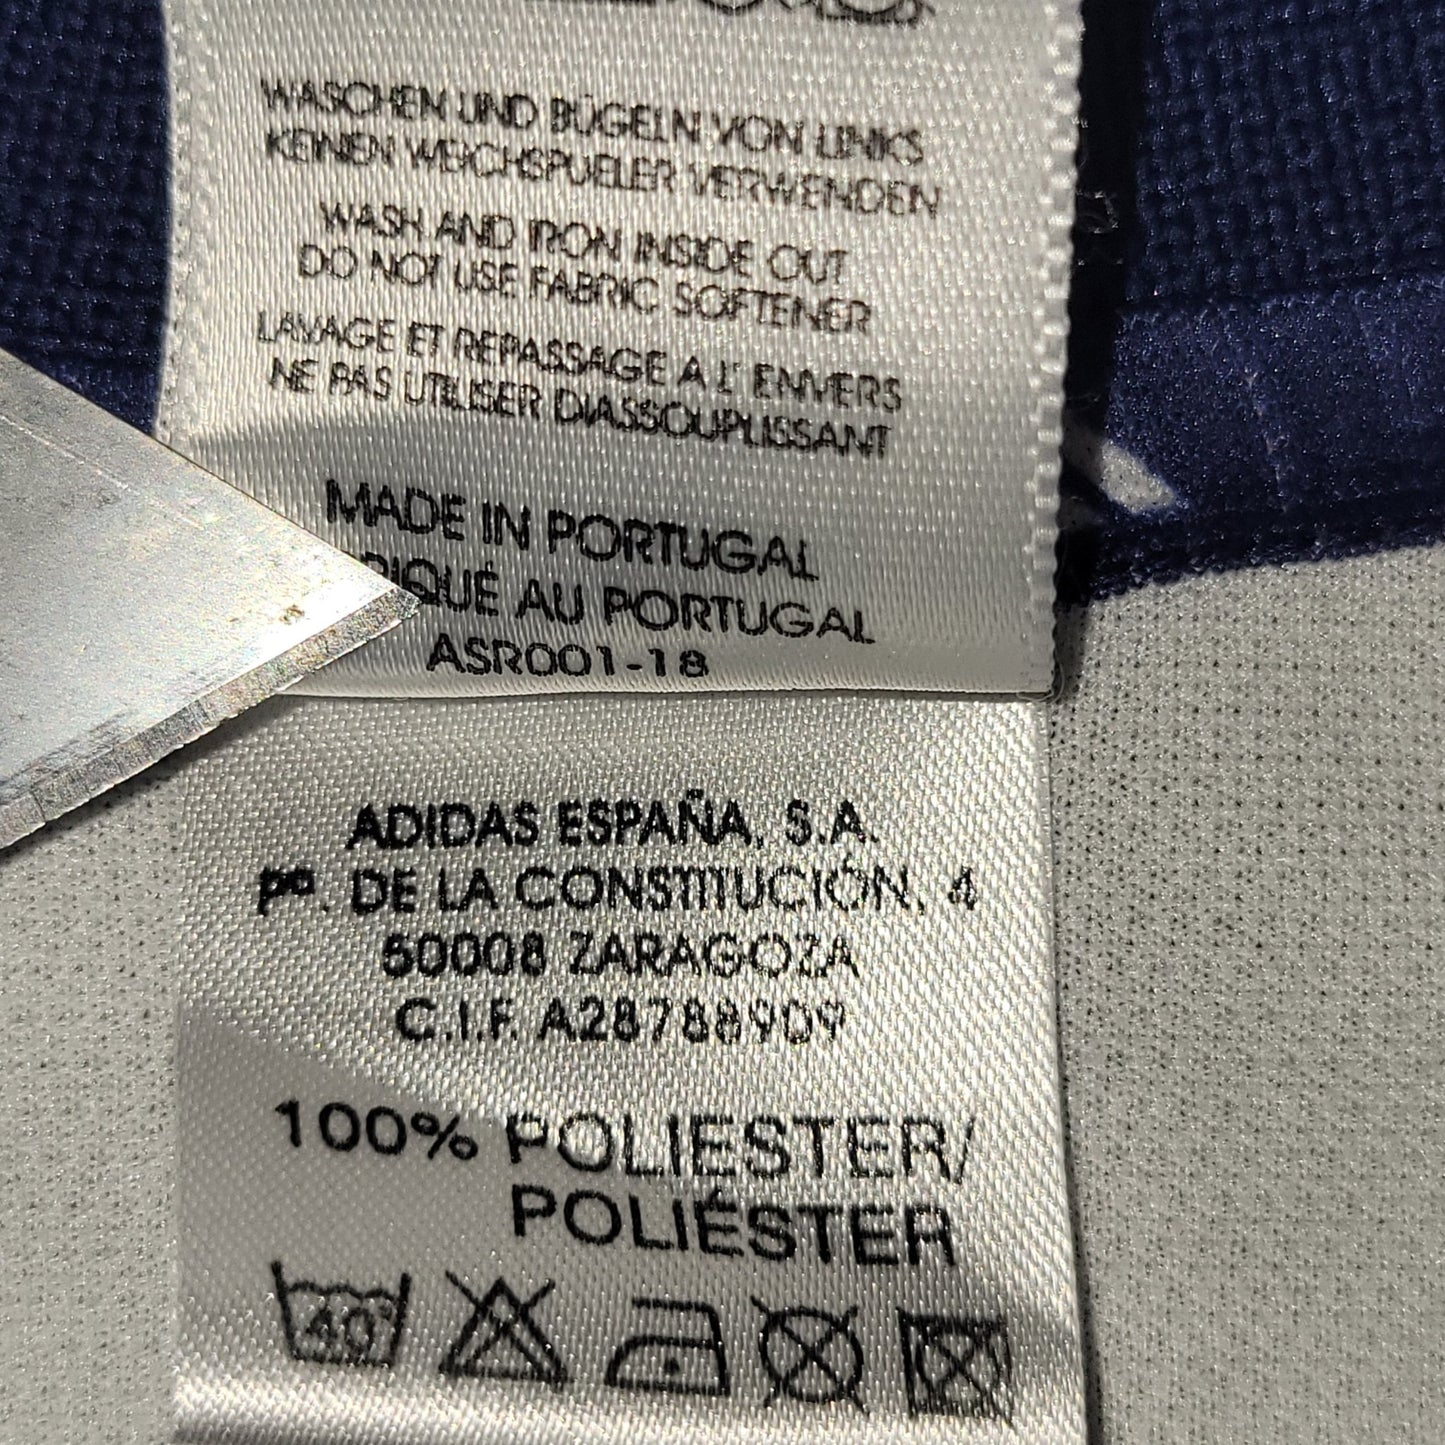 WASCHEN UND BÜGELN VON LINKS
KEINEN WEICHSPUELER VERWENDEN
WASH AND IRON INSIDE OUT
DO NOT USE FABRIC SOFTENER
LAVAGE ET REPASSAGE A L' ENVERS
NE PAS UTILISER DIASSOUPLISSANT
MADE IN PORTUGAL
RIQUÉ AU PORTUGAL
ASR001-18
ADIDAS ESPAÑA, S.A.
pº. DE LA CONSTITUCIÓN, 4
50008 ZARAGOZA
C.I.F. A28788909
100% POLIESTER/
POLIÉSTER
40°